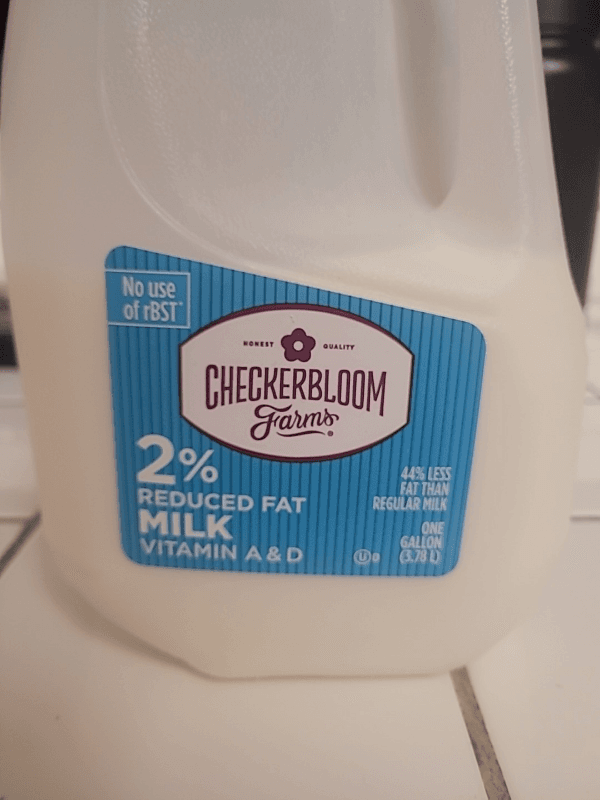 No use
of rBST*
HONEST QUALITY
CHECKERBLOOM
Farms
2%
REDUCED FAT
MILK
VITAMIN A & D
44% LESS
FAT THAN
REGULAR MILK
ONE
GALLON
(3.78 L)
Ⓤ D